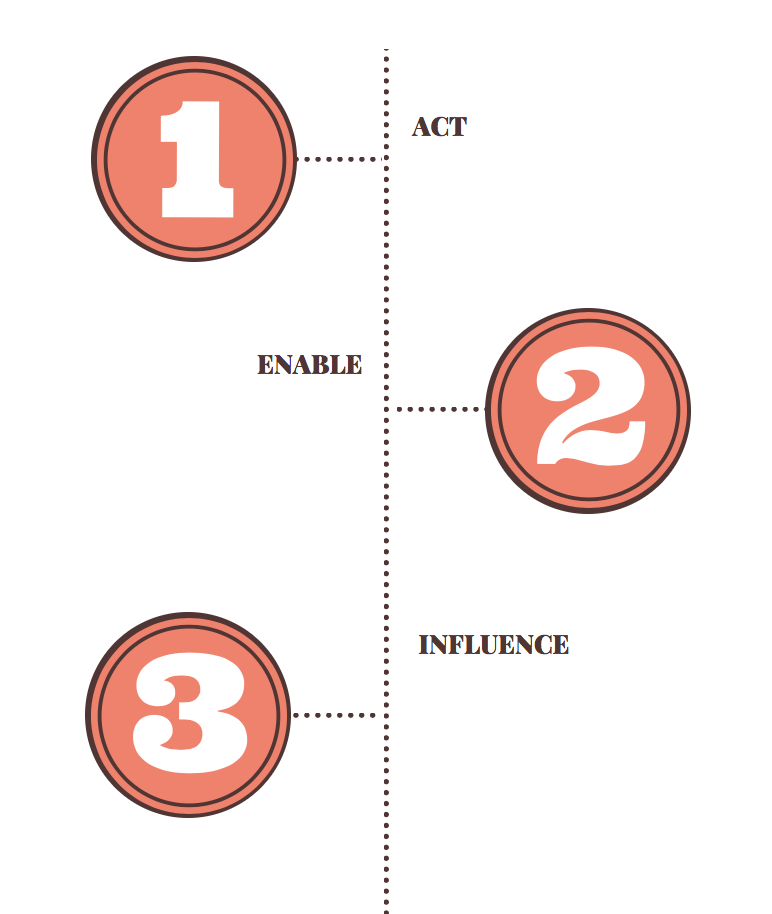 1
ACT
ENABLE
2
INFLUENCE
3